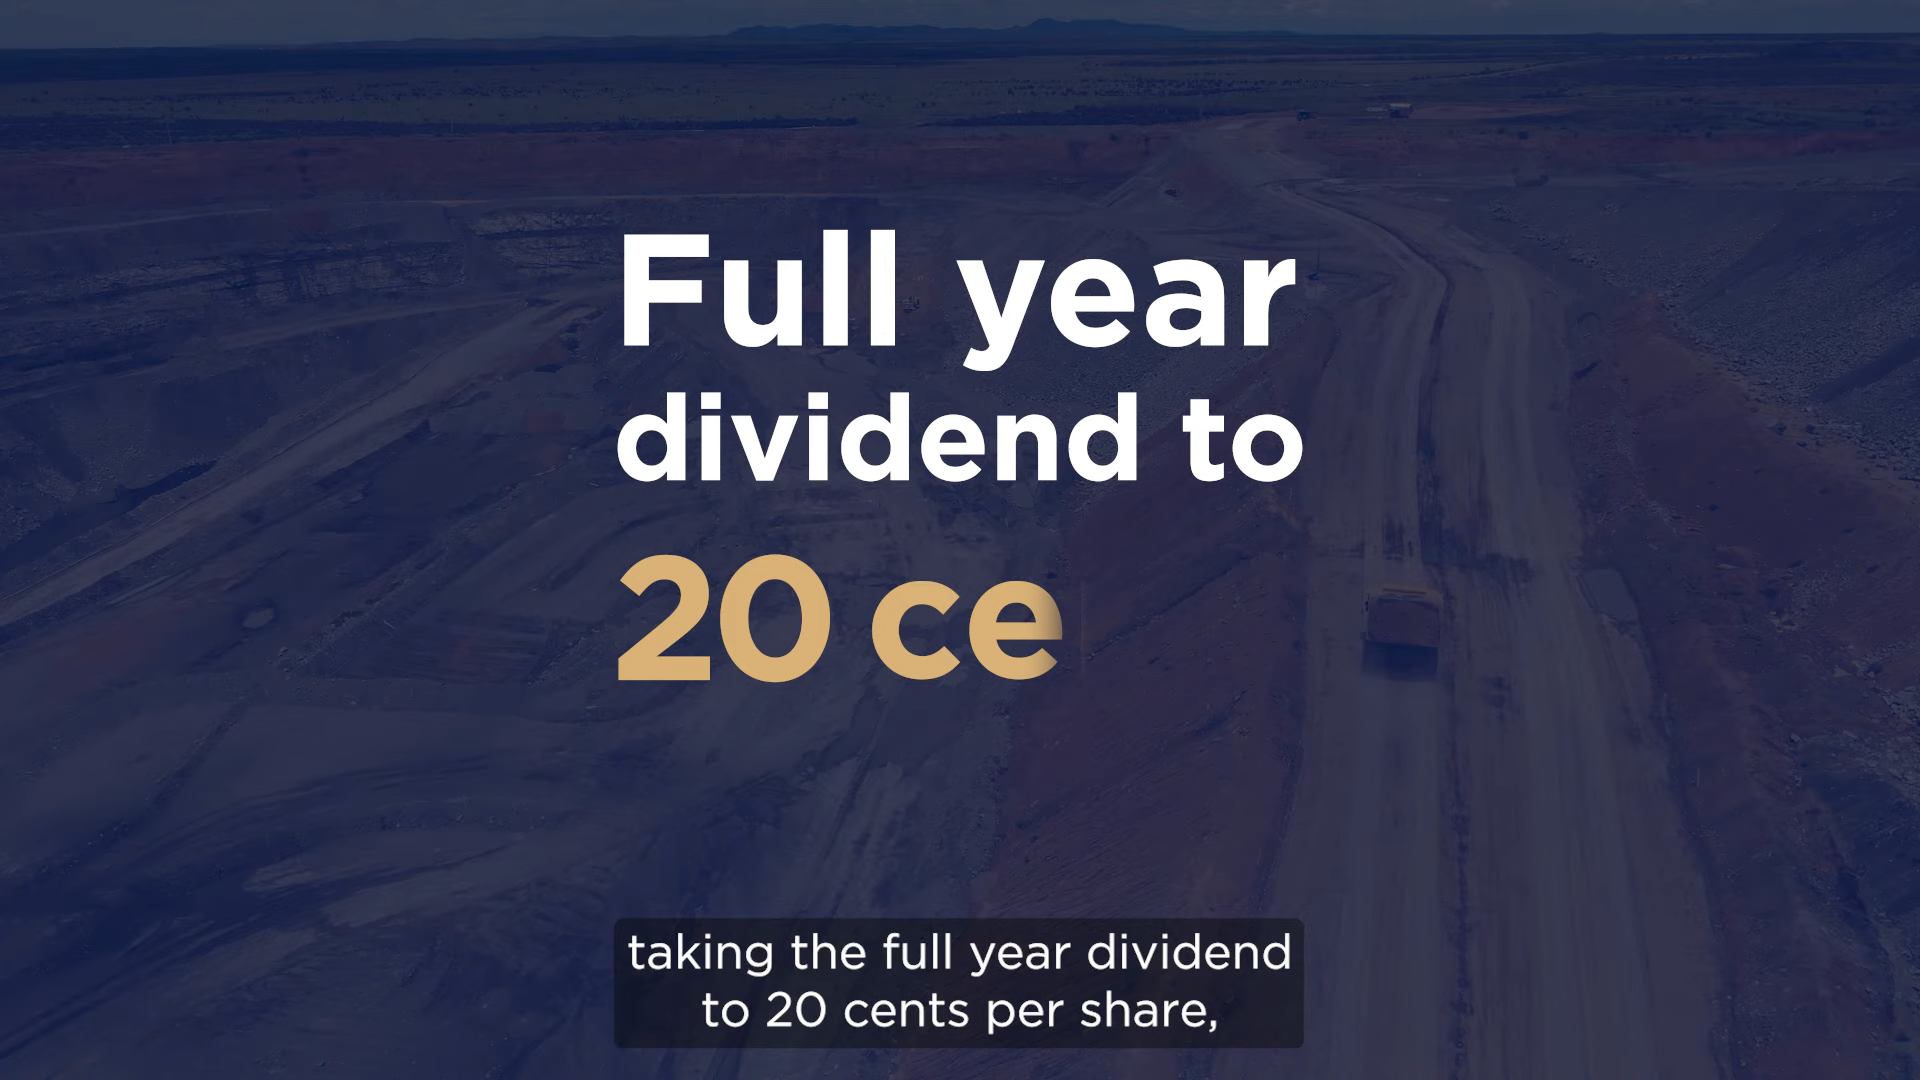 Full year
dividend to
20 ce
taking the full year dividend
to 20 cents per share,